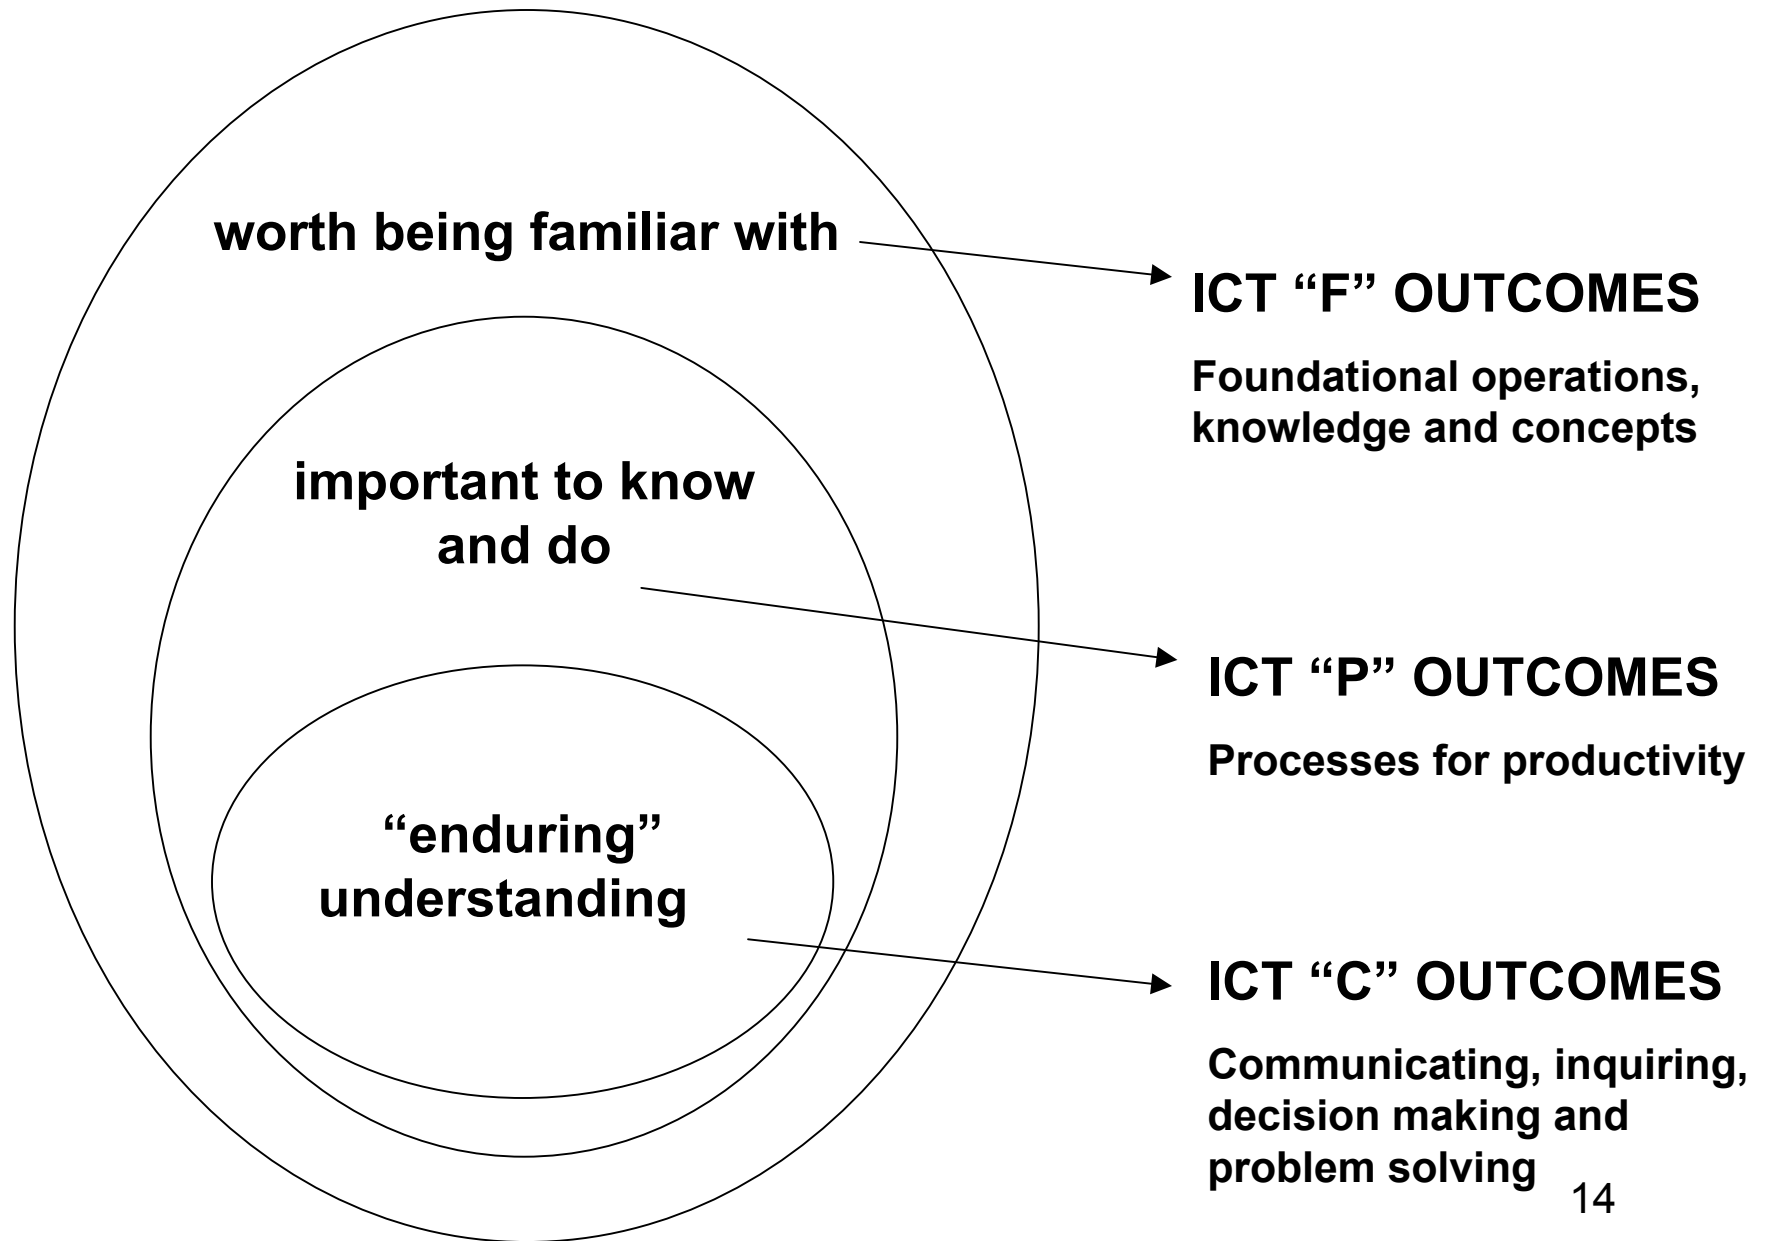 worth being familiar with
ICT “F” OUTCOMES
Foundational operations,
knowledge and concepts
important to know
and do
ICT “P” OUTCOMES
Processes for productivity
“enduring”
understanding
ICT “C” OUTCOMES
Communicating, inquiring,
decision making and
problem solving
14